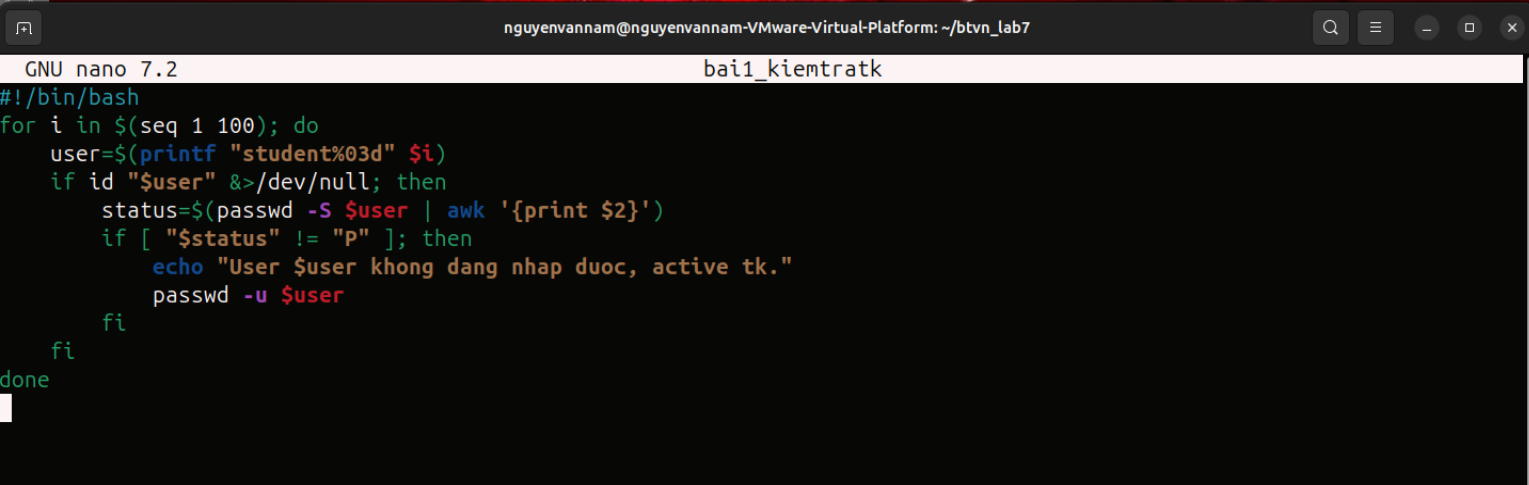 nguyenvannam@nguyenvannam-VMware-Virtual-Platform: ~/btvn_lab7
GNU nano 7.2 bai1_kiemtratk
#!/bin/bash
for i in $(seq 1 100); do
    user=$(printf "student%03d" $i)
    if id "$user" &>/dev/null; then
        status=$(passwd -S $user | awk '{print $2}')
        if [ "$status" != "P" ]; then
            echo "User $user khong dang nhap duoc, active tk."
            passwd -u $user
        fi
    fi
done